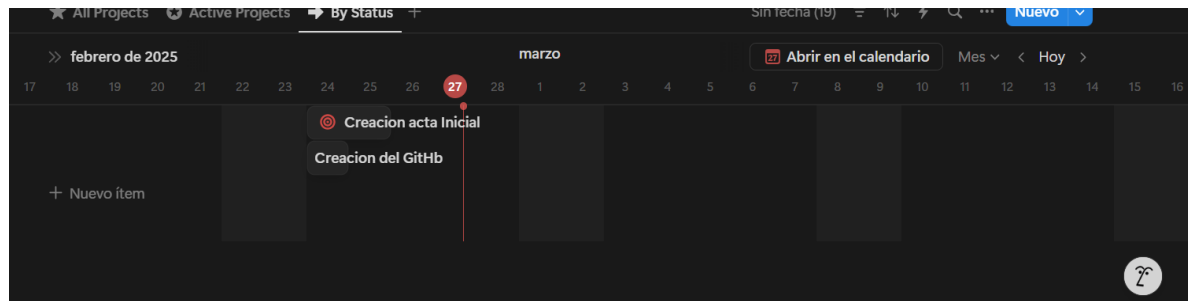 All Projects Active Projects By Status Sin fecha (19) Nuevo
febrero de 2025 marzo 27 Abrir en el calendario Mes Hoy
17 18 19 20 21 22 23 24 25 26 27 28 1 2 3 4 5 6 7 8 9 10 11 12 13 14 15 16
Creacion acta Inicial
Creacion del GitHb
Nuevo ítem